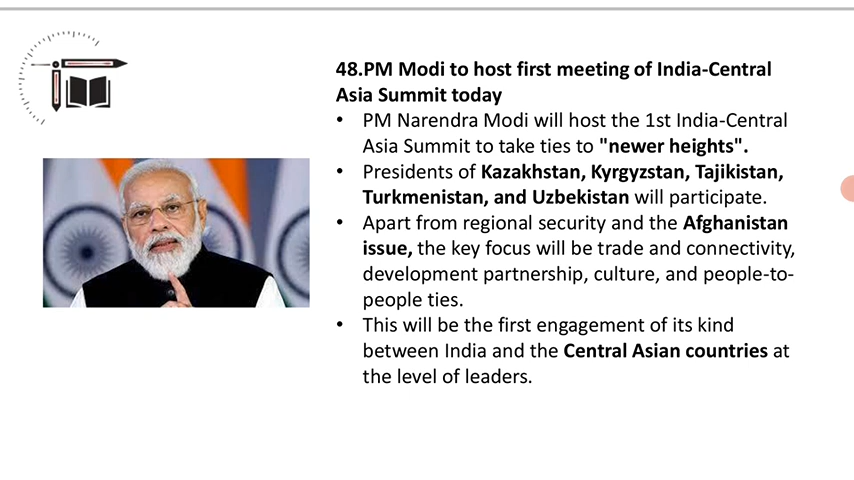 48.PM Modi to host first meeting of India-Central
Asia Summit today
• PM Narendra Modi will host the 1st India-Central
Asia Summit to take ties to "newer heights".
• Presidents of Kazakhstan, Kyrgyzstan, Tajikistan,
Turkmenistan, and Uzbekistan will participate.
• Apart from regional security and the Afghanistan
issue, the key focus will be trade and connectivity,
development partnership, culture, and people-to-
people ties.
• This will be the first engagement of its kind
between India and the Central Asian countries at
the level of leaders.